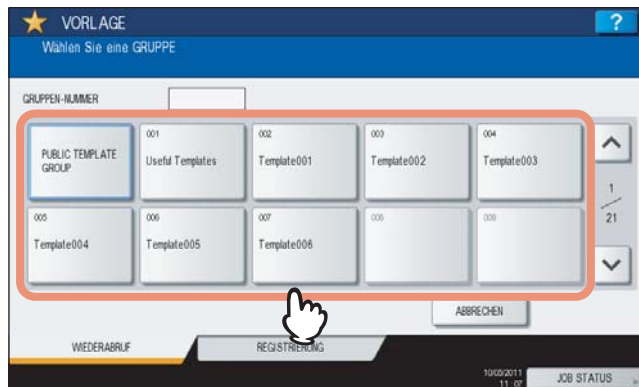 VORLAGE
?
Wählen Sie eine GRUPPE
GRUPPEN-NUMMER
PUBLIC TEMPLATE
GROUP
001
Useful Templates
002
Template001
003
Template002
004
Template003
1
21
005
Template004
006
Template005
007
Template006
008
009
ABBRECHEN
WIEDERABRUF
REGISTRIERUNG
10/05/2011
11:07
JOB STATUS